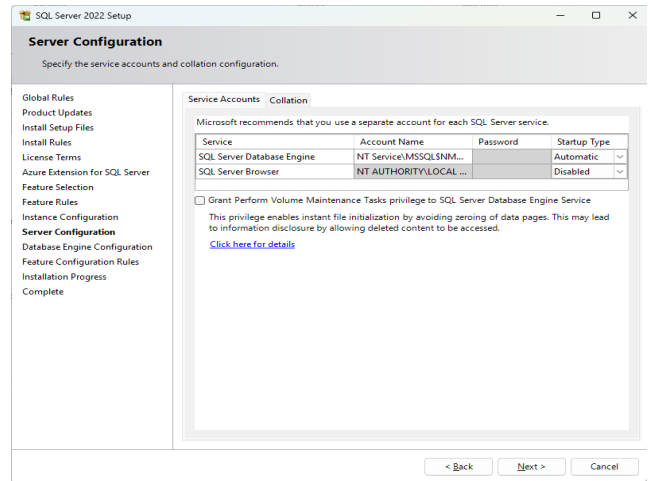 SQL Server 2022 Setup
Server Configuration
Specify the service accounts and collation configuration.
Global Rules
Product Updates
Install Setup Files
Install Rules
License Terms
Azure Extension for SQL Server
Feature Selection
Feature Rules
Instance Configuration
Server Configuration
Database Engine Configuration
Feature Configuration Rules
Installation Progress
Complete
Service Accounts Collation
Microsoft recommends that you use a separate account for each SQL Server service.
Service Account Name Password Startup Type
SQL Server Database Engine NT Service\MSSQL$NM... Automatic
SQL Server Browser NT AUTHORITY\LOCAL ... Disabled
Grant Perform Volume Maintenance Tasks privilege to SQL Server Database Engine Service
This privilege enables instant file initialization by avoiding zeroing of data pages. This may lead
to information disclosure by allowing deleted content to be accessed.
Click here for details
< Back Next > Cancel